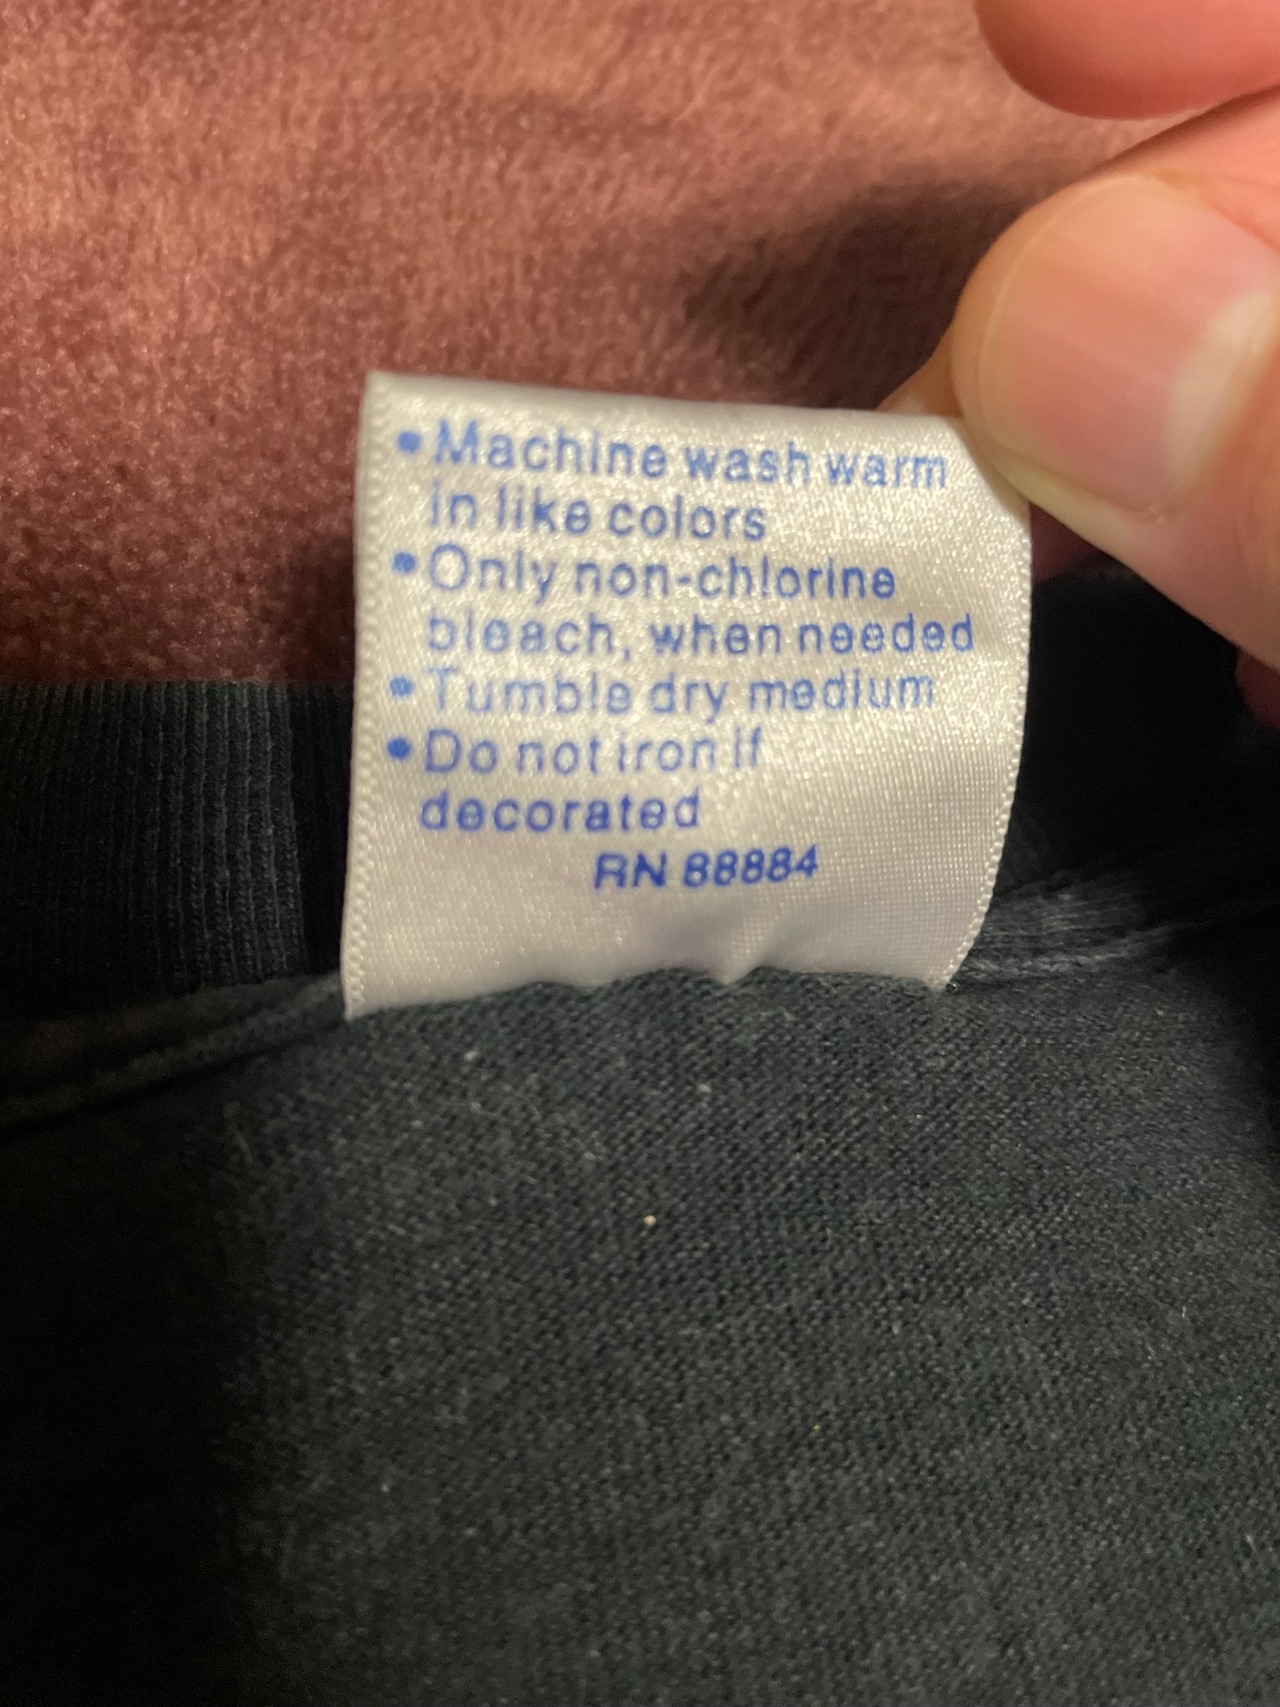 • Machine wash warm
in like colors
• Only non-chlorine
bleach, when needed
• Tumble dry medium
• Do not iron if
decorated
RN 88884